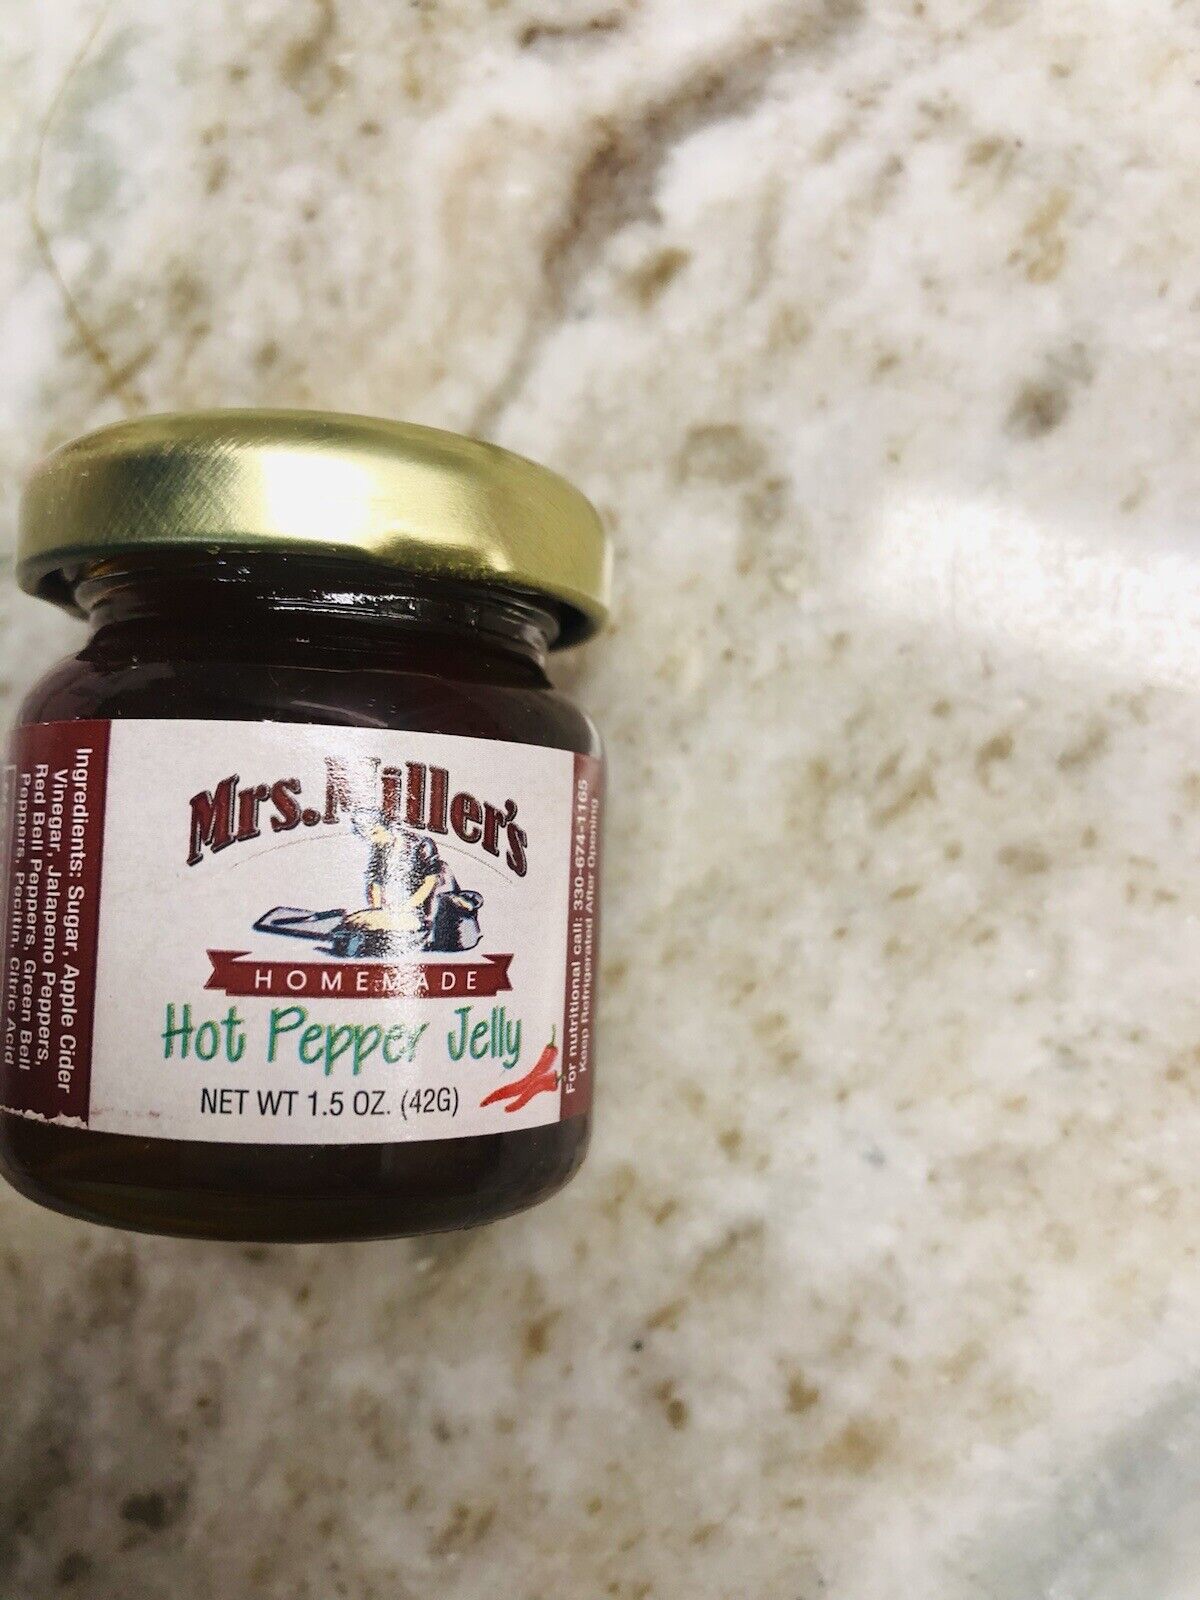 Mrs. Miller's
HOMEMADE
Hot Pepper Jelly
NET WT 1.5 OZ. (42G)
Ingredients: Sugar, Apple Cider
Vinegar, Jalapeno Peppers,
Red Bell Peppers, Green Bell
Peppers, Pectin, Citric Acid
For nutritional call: 330-674-1165
Keep Refrigerated After Opening